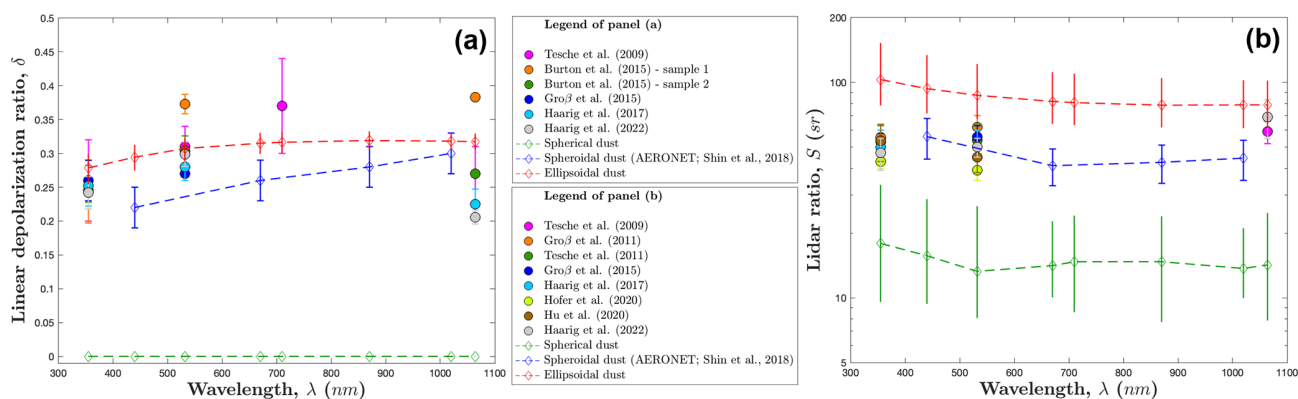 (a)
Linear depolarization ratio, δ
0.5
0.45
0.4
0.35
0.3
0.25
0.2
0.15
0.1
0.05
0
300 400 500 600 700 800 900 1000 1100
Wavelength, λ (nm)
Legend of panel (a)
Tesche et al. (2009)
Burton et al. (2015) - sample 1
Burton et al. (2015) - sample 2
Groβ et al. (2015)
Haarig et al. (2017)
Haarig et al. (2022)
Spherical dust
Spheroidal dust (AERONET; Shin et al., 2018)
Ellipsoidal dust
Legend of panel (b)
Tesche et al. (2009)
Groβ et al. (2011)
Tesche et al. (2011)
Groβ et al. (2015)
Haarig et al. (2017)
Hofer et al. (2020)
Hu et al. (2020)
Haarig et al. (2022)
Spherical dust
Spheroidal dust (AERONET; Shin et al., 2018)
Ellipsoidal dust
(b)
Lidar ratio, S (sr)
200
100
10
5
300 400 500 600 700 800 900 1000 1100
Wavelength, λ (nm)